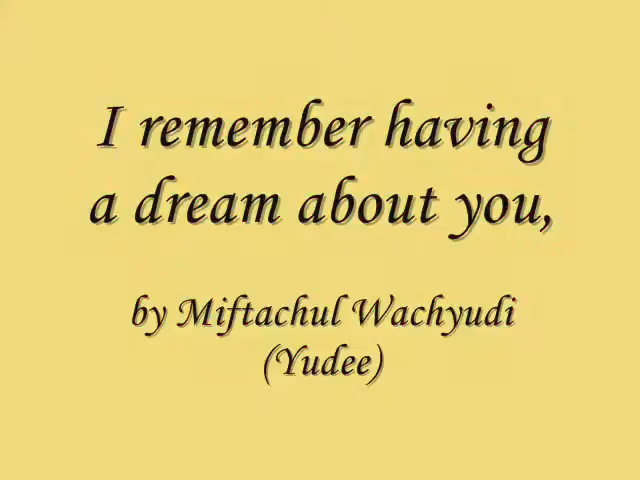 I remember having
a dream about you,
by Miftachul Wachyudi
(Yudee)